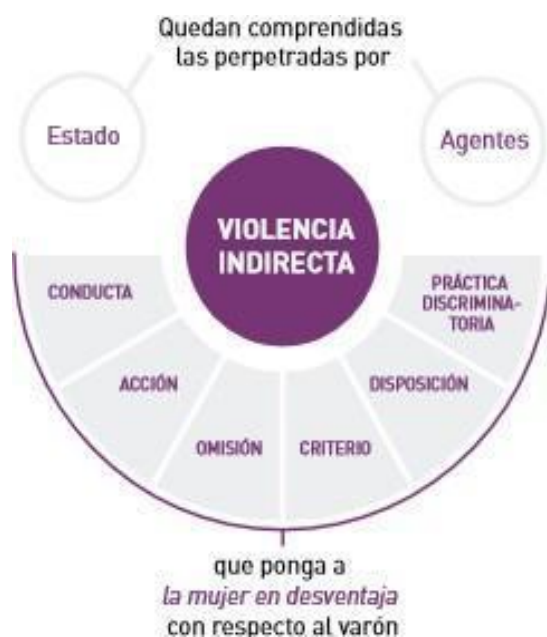 Quedan comprendidas
las perpetradas por
Estado
Agentes
VIOLENCIA
INDIRECTA
CONDUCTA
ACCIÓN
OMISIÓN
CRITERIO
DISPOSICIÓN
PRÁCTICA
DISCRIMINA-
TORIA
que ponga a
la mujer en desventaja
con respecto al varón